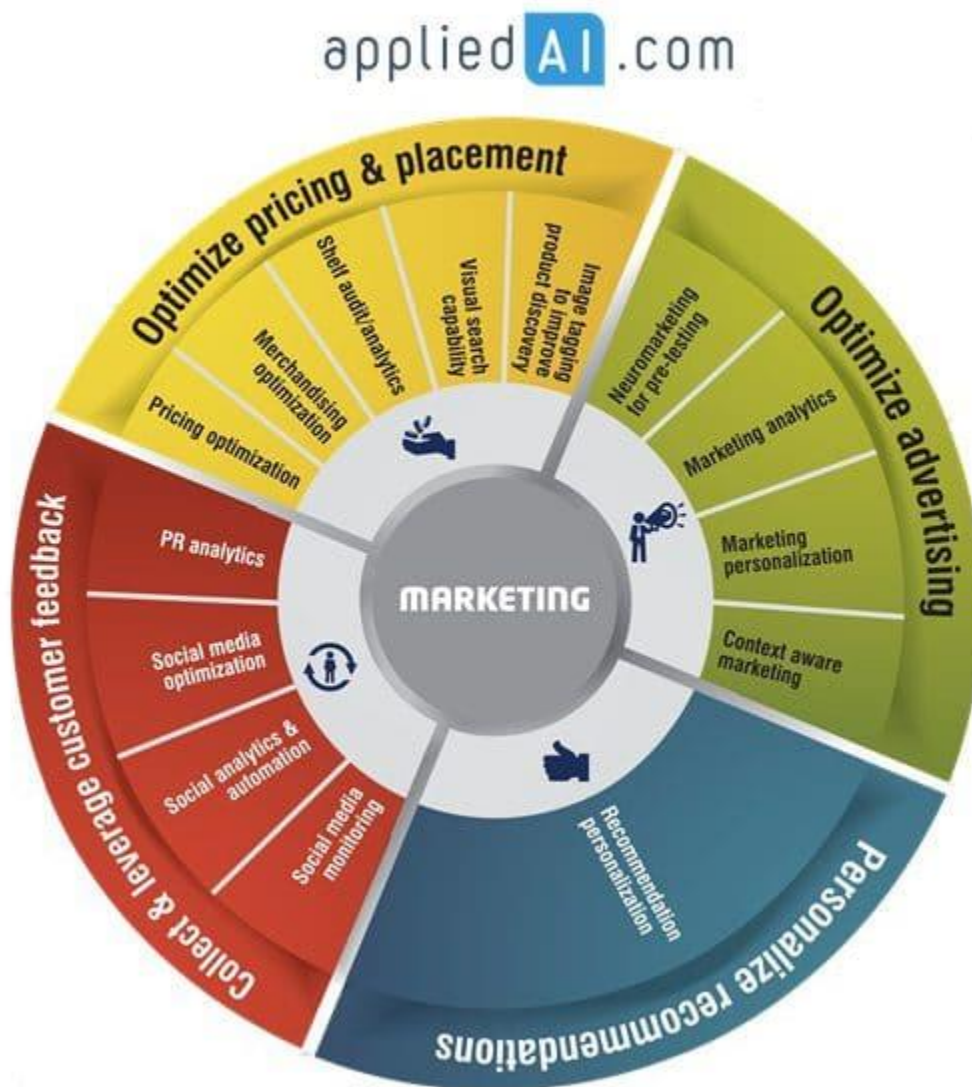 appliedAI.com
Optimize pricing & placement
Pricing optimization
Merchandising
optimization
Shelf audit/analytics
Visual search
capability
Image tagging
to improve
product discovery
Optimize advertising
Neuromarketing
for pre-testing
Marketing analytics
Marketing
personalization
Context aware
marketing
Personalize recommendations
Recommendation
personalization
Collect & leverage customer feedback
PR analytics
Social media
optimization
Social analytics &
automation
Social media
monitoring
MARKETING